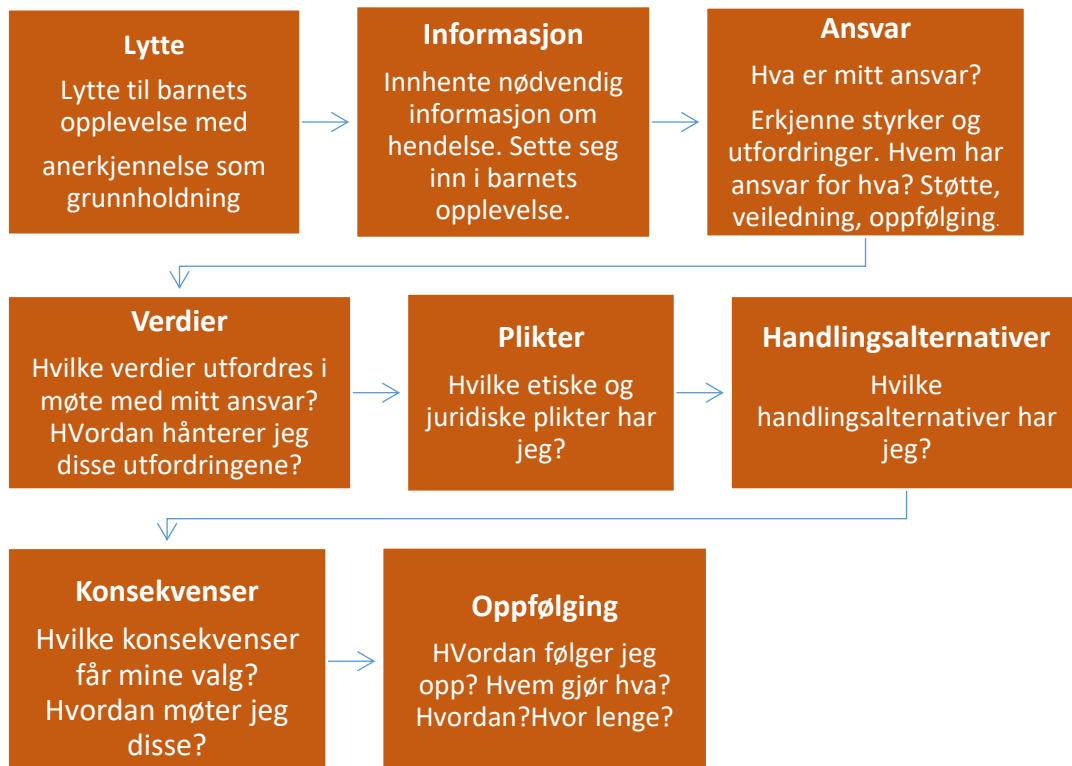 Lytte
Lytte til barnets
opplevelse med
anerkjennelse som
grunnholdning
Informasjon
Innhente nødvendig
informasjon om
hendelse. Sette seg
inn i barnets
opplevelse.
Ansvar
Hva er mitt ansvar?
Erkjenne styrker og
utfordringer. Hvem har
ansvar for hva? Støtte,
veiledning, oppfølging.
Verdier
Hvilke verdier utfordres i
møte med mitt ansvar?
HVordan hånterer jeg
disse utfordringene?
Plikter
Hvilke etiske og
juridiske plikter har
jeg?
Handlingsalternativer
Hvilke
handlingsalternativer har
jeg?
Konsekvenser
Hvilke konsekvenser
får mine valg?
Hvordan møter jeg
disse?
Oppfølging
HVordan følger jeg
opp? Hvem gjør hva?
Hvordan?Hvor lenge?